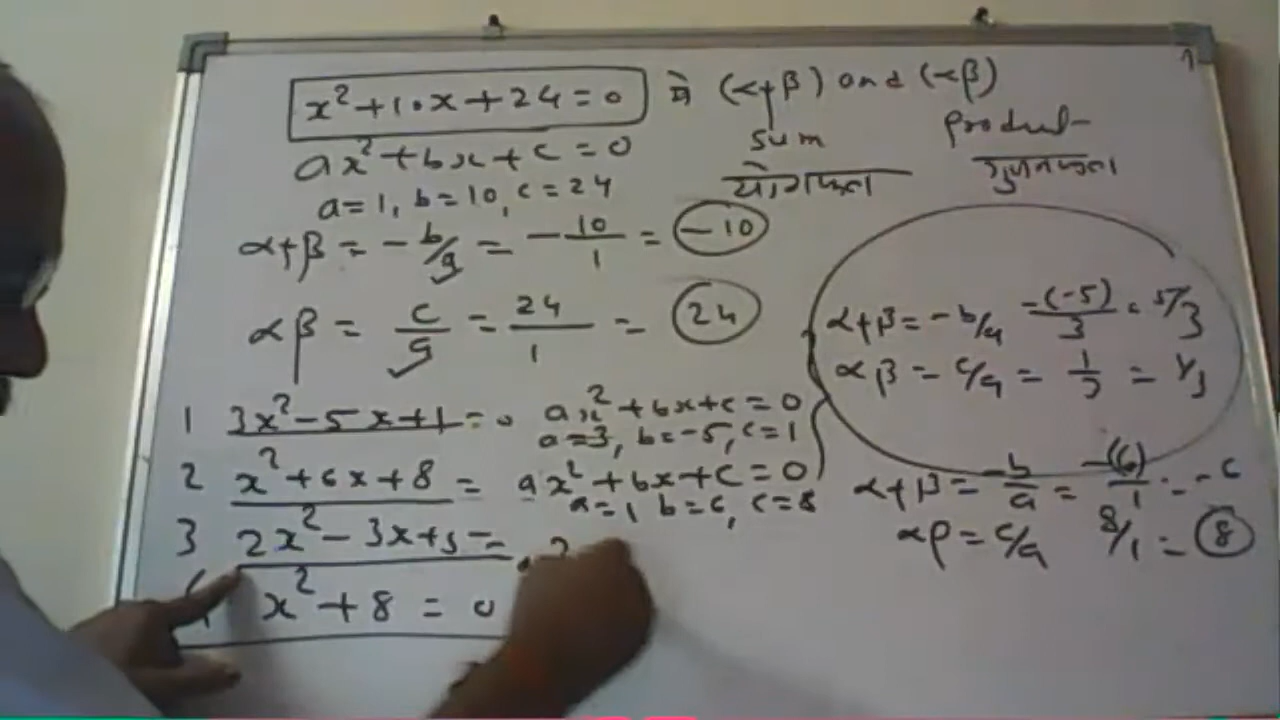 x² + 10x + 24 = 0 में (α+β) and (αβ)
sum product
योगफल गुणनफल
ax² + bx + c = 0
a = 1, b = 10, c = 24
α+β = -b/a = -10/1 = -10
αβ = c/a = 24/1 = 24
α+β = -b/a -(-5)/3 = 5/3
αβ = c/a = 1/3 = 1/3
1 3x² - 5x + 1 = 0 ax² + bx + c = 0
a = 3, b = -5, c = 1
2 x² + 6x + 8 = ax² + bx + c = 0
a = 1 b = 6, c = 8
α+β = -b/a = -(6)/1 = -6
αβ = c/a 8/1 = 8
3 2x² - 3x + 5 =
x² + 8 = 0